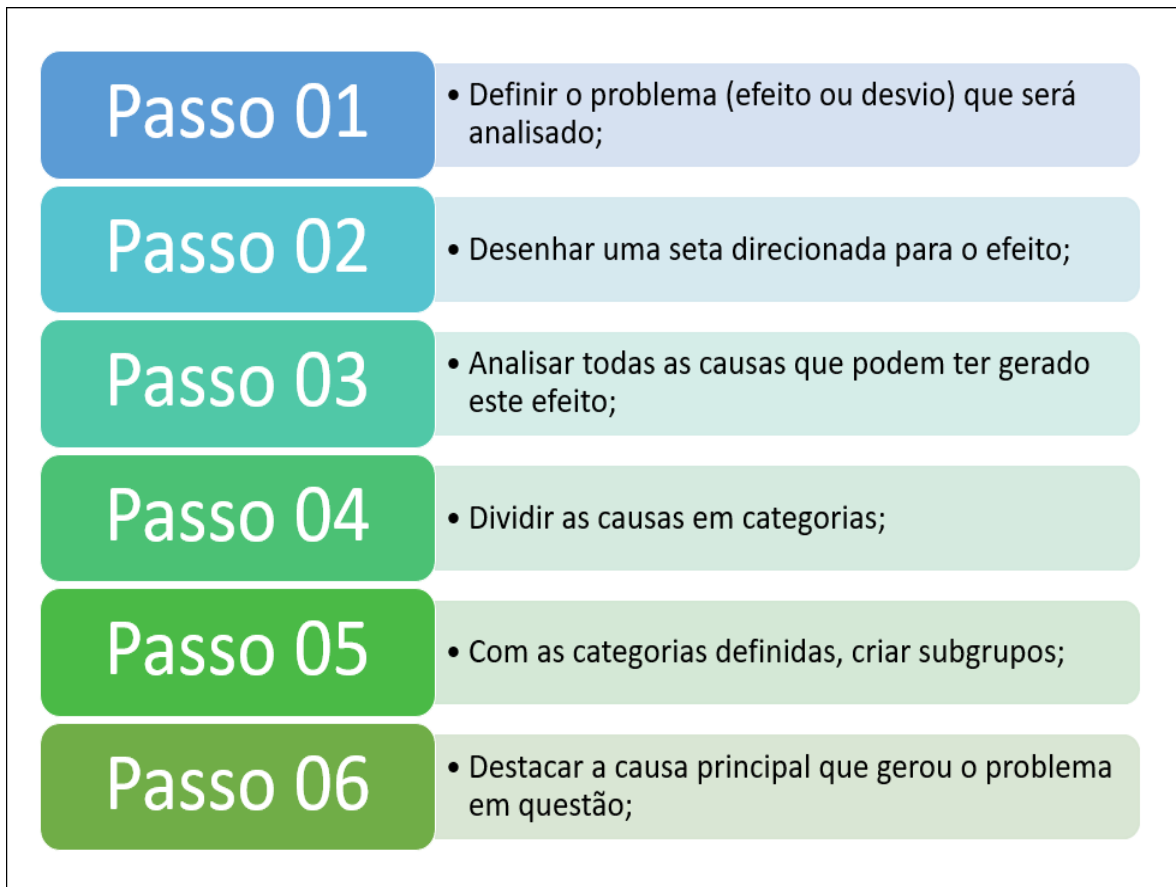 Passo 01
• Definir o problema (efeito ou desvio) que será
analisado;
Passo 02
• Desenhar uma seta direcionada para o efeito;
Passo 03
• Analisar todas as causas que podem ter gerado
este efeito;
Passo 04
• Dividir as causas em categorias;
Passo 05
• Com as categorias definidas, criar subgrupos;
Passo 06
• Destacar a causa principal que gerou o problema
em questão;